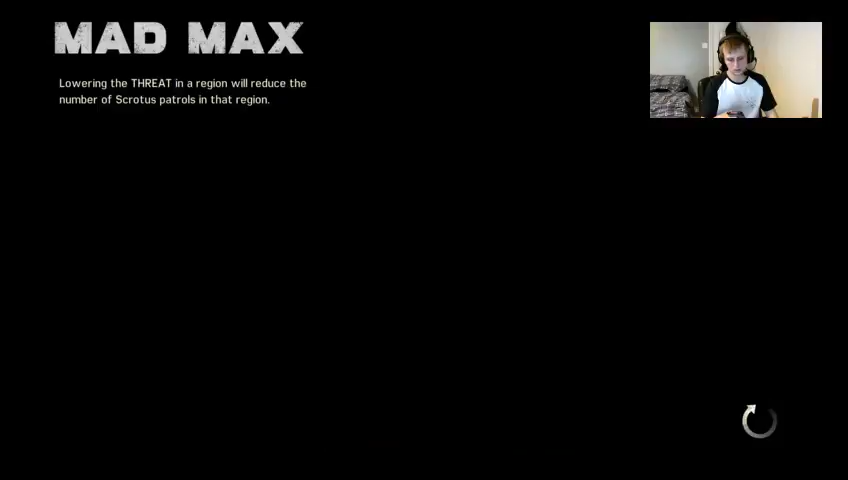 MAD MAX
Lowering the THREAT in a region will reduce the
number of Scrotus patrols in that region.